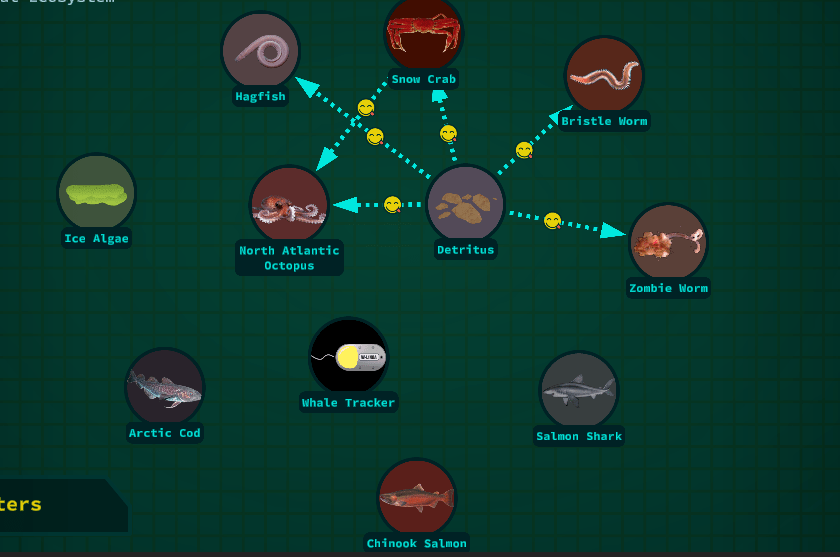 Hagfish
Snow Crab
Bristle Worm
Ice Algae
North Atlantic
Octopus
Detritus
Zombie Worm
Whale Tracker
Arctic Cod
Salmon Shark
Chinook Salmon